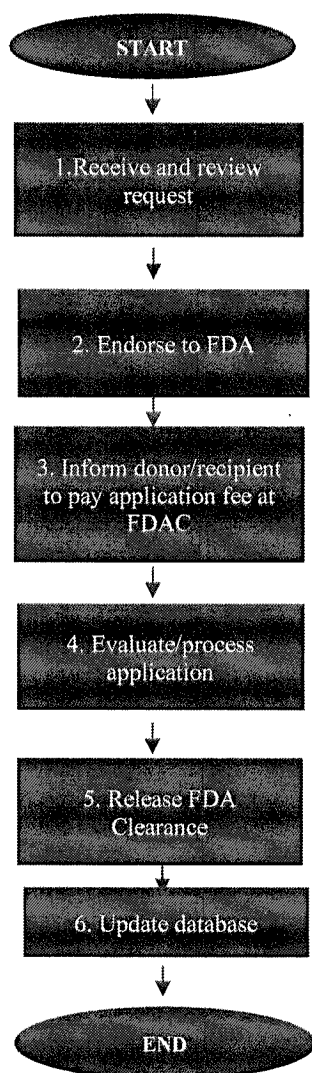 START
1.Receive and review
request
2. Endorse to FDA
3. Inform donor/recipient
to pay application fee at
FDAC
4. Evaluate/process
application
5. Release FDA
Clearance
6. Update database
END